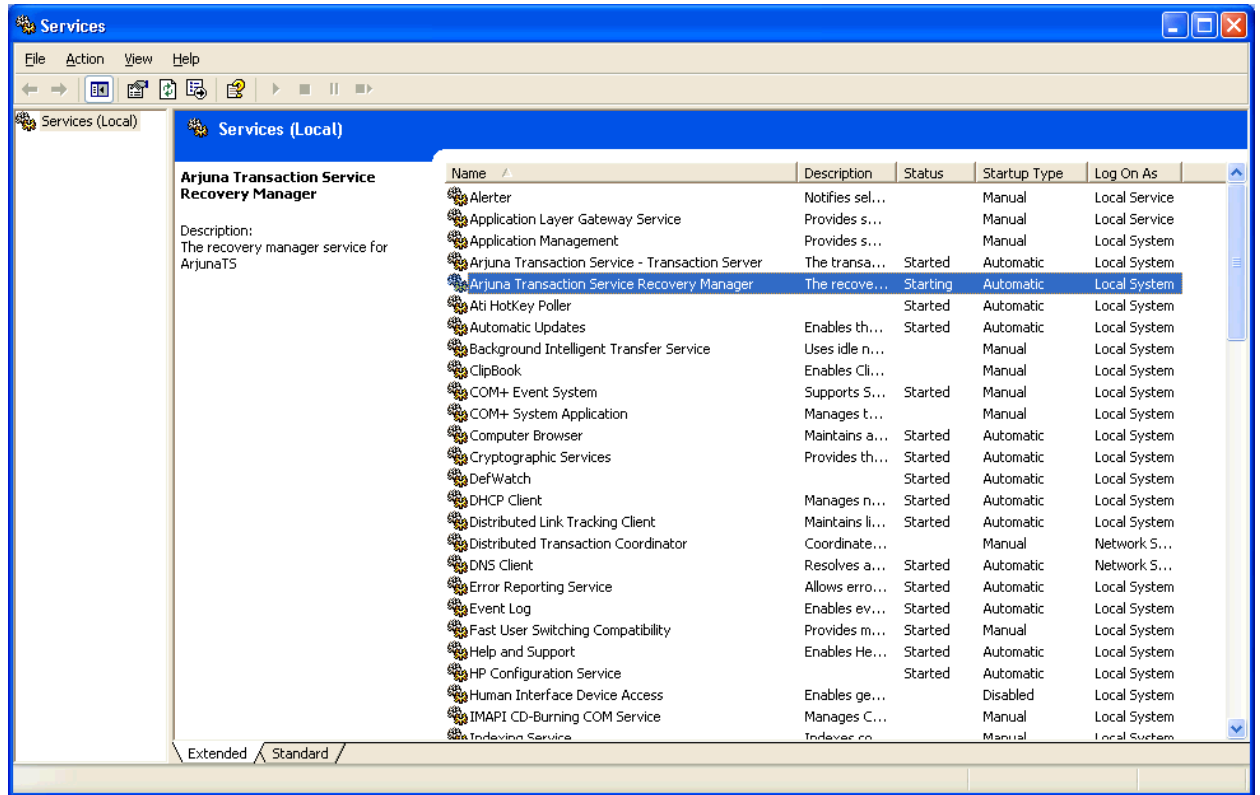 Services
File Action View Help
Services (Local)
Services (Local)
Arjuna Transaction Service
Recovery Manager
Description:
The recovery manager service for
ArjunaTS
Name Description Status Startup Type Log On As
Alerter Notifies sel... Manual Local Service
Application Layer Gateway Service Provides s... Manual Local Service
Application Management Provides s... Manual Local System
Arjuna Transaction Service - Transaction Server The transa... Started Automatic Local System
Arjuna Transaction Service Recovery Manager The recove... Starting Automatic Local System
Ati HotKey Poller Started Automatic Local System
Automatic Updates Enables th... Started Automatic Local System
Background Intelligent Transfer Service Uses idle n... Manual Local System
ClipBook Enables Cli... Manual Local System
COM+ Event System Supports S... Started Manual Local System
COM+ System Application Manages t... Manual Local System
Computer Browser Maintains a... Started Automatic Local System
Cryptographic Services Provides th... Started Automatic Local System
DefWatch Started Automatic Local System
DHCP Client Manages n... Started Automatic Local System
Distributed Link Tracking Client Maintains li... Started Automatic Local System
Distributed Transaction Coordinator Coordinate... Manual Network S...
DNS Client Resolves a... Started Automatic Network S...
Error Reporting Service Allows erro... Started Automatic Local System
Event Log Enables ev... Started Automatic Local System
Fast User Switching Compatibility Provides m... Started Manual Local System
Help and Support Enables He... Started Automatic Local System
HP Configuration Service Started Automatic Local System
Human Interface Device Access Enables ge... Disabled Local System
IMAPI CD-Burning COM Service Manages C... Manual Local System
Indexing Service Indexes co... Manual Local System
Extended Standard